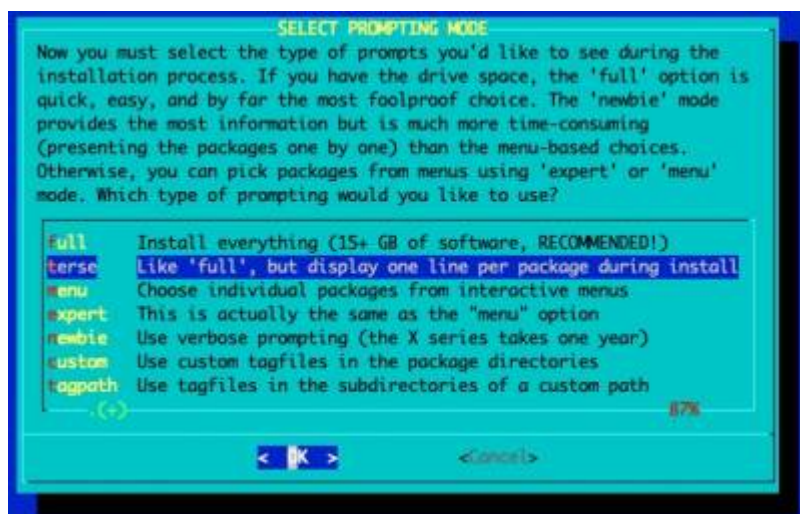 SELECT PROMPTING MODE
Now you must select the type of prompts you'd like to see during the
installation process. If you have the drive space, the 'full' option is
quick, easy, and by far the most foolproof choice. The 'newbie' mode
provides the most information but is much more time-consuming
(presenting the packages one by one) than the menu-based choices.
Otherwise, you can pick packages from menus using 'expert' or 'menu'
mode. Which type of prompting would you like to use?
full Install everything (15+ GB of software, RECOMMENDED!)
terse Like 'full', but display one line per package during install
menu Choose individual packages from interactive menus
expert This is actually the same as the "menu" option
newbie Use verbose prompting (the X series takes one year)
custom Use custom tagfiles in the package directories
tagpath Use tagfiles in the subdirectories of a custom path
.(+) 87%
< OK > <Cancel>